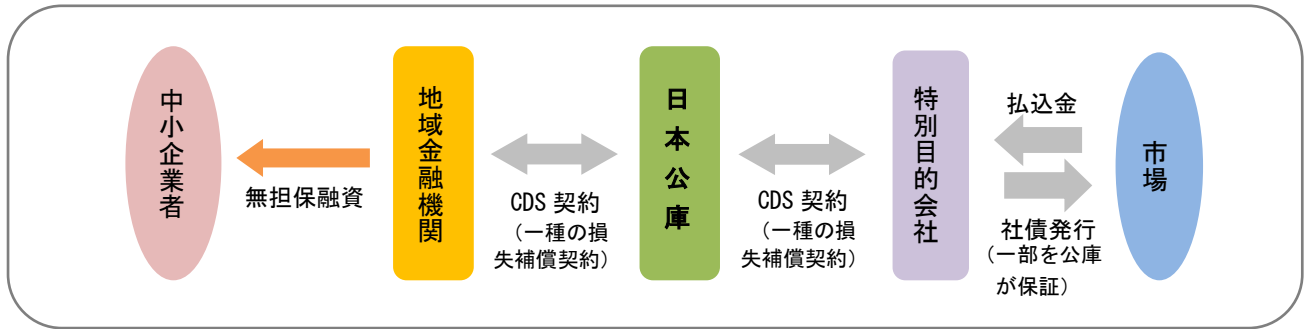 中小企業者
無担保融資
地域金融機関
CDS 契約
（一種の損
失補償契約）
日本公庫
CDS 契約
（一種の損
失補償契約）
特別目的会社
払込金
社債発行
（一部を公庫
が保証）
市場